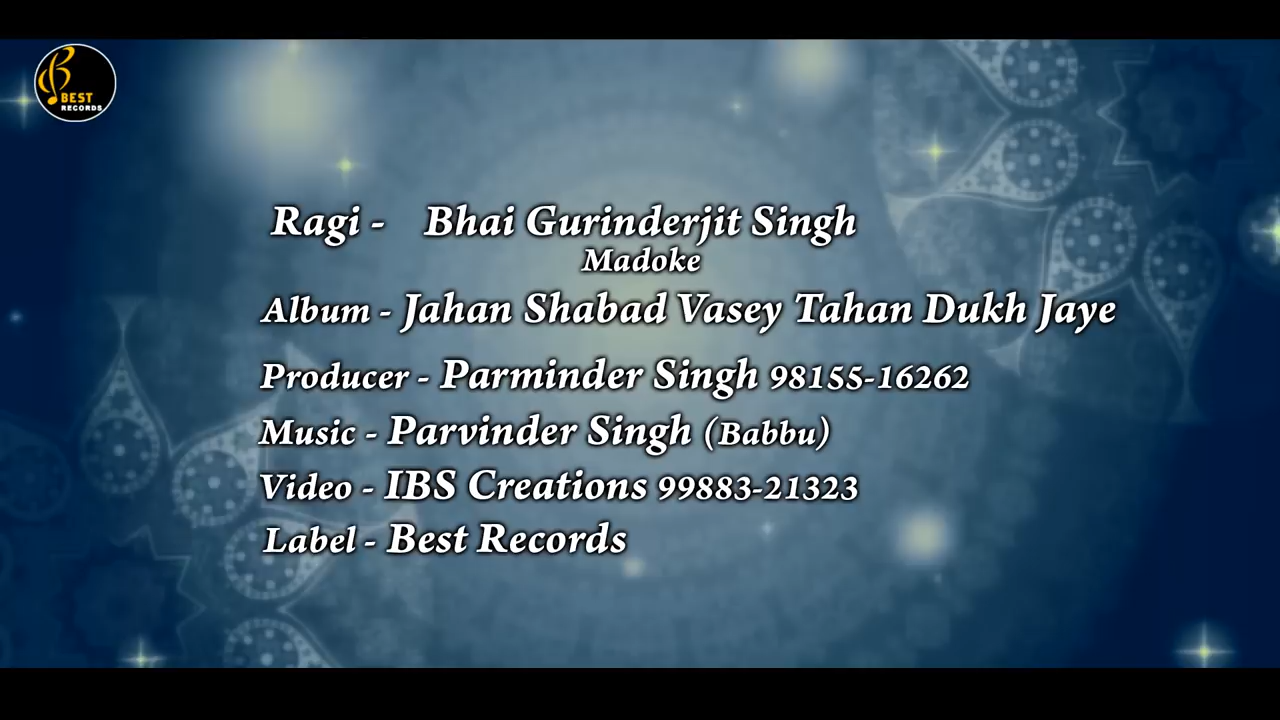 BEST
RECORDS
Ragi - Bhai Gurinderjit Singh
Madoke
Album - Jahan Shabad Vasey Tahan Dukh Jaye
Producer - Parminder Singh 98155-16262
Music - Parvinder Singh (Babbu)
Video - IBS Creations 99883-21323
Label - Best Records